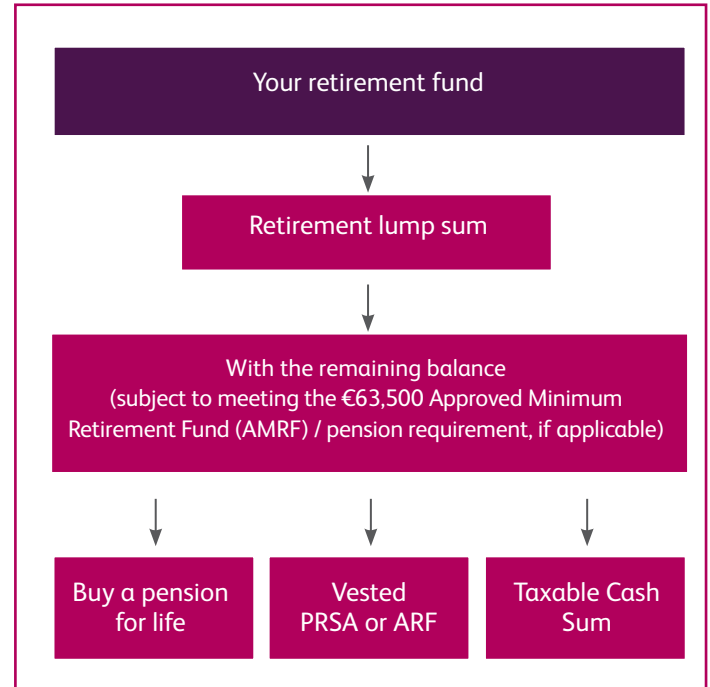 Your retirement fund
Retirement lump sum
With the remaining balance
(subject to meeting the €63,500 Approved Minimum
Retirement Fund (AMRF) / pension requirement, if applicable)
Buy a pension
for life
Vested
PRSA or ARF
Taxable Cash
Sum